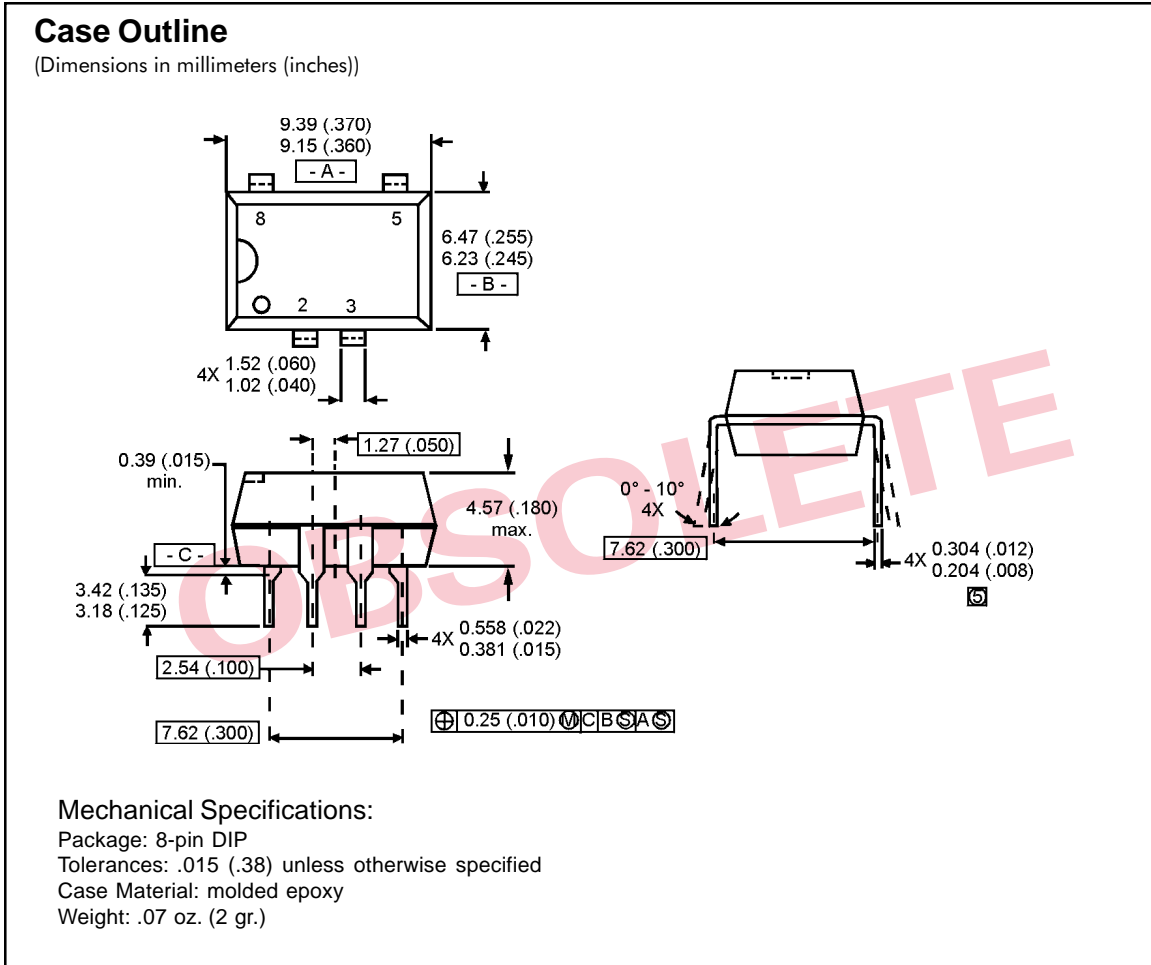 Case Outline
(Dimensions in millimeters (inches))
9.39 (.370)
9.15 (.360)
- A -
8
5
6.47 (.255)
6.23 (.245)
- B -
2
3
4X 1.52 (.060)
1.02 (.040)
1.27 (.050)
0.39 (.015)
min.
4.57 (.180)
max.
- C -
3.42 (.135)
3.18 (.125)
4X 0.558 (.022)
0.381 (.015)
2.54 (.100)
7.62 (.300)
⌖ 0.25 (.010) Ⓜ C B Ⓢ A Ⓢ
0° - 10°
4X
7.62 (.300)
4X 0.304 (.012)
0.204 (.008)
⑤
OBSOLETE
Mechanical Specifications:
Package: 8-pin DIP
Tolerances: .015 (.38) unless otherwise specified
Case Material: molded epoxy
Weight: .07 oz. (2 gr.)